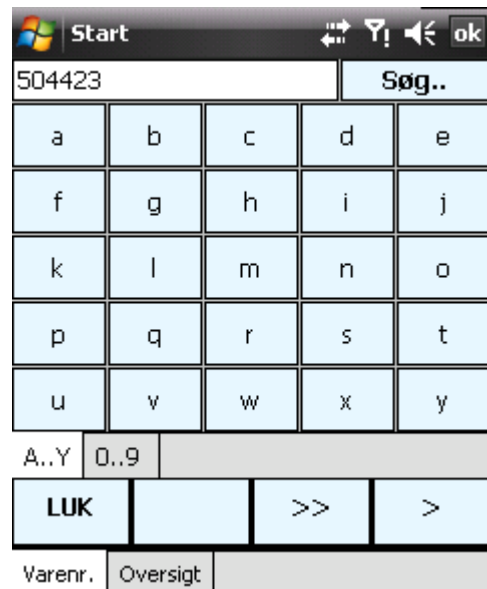 Start ok
504423 Søg..
a b c d e
f g h i j
k l m n o
p q r s t
u v w x y
A..Y 0..9
LUK >> >
Varenr. Oversigt